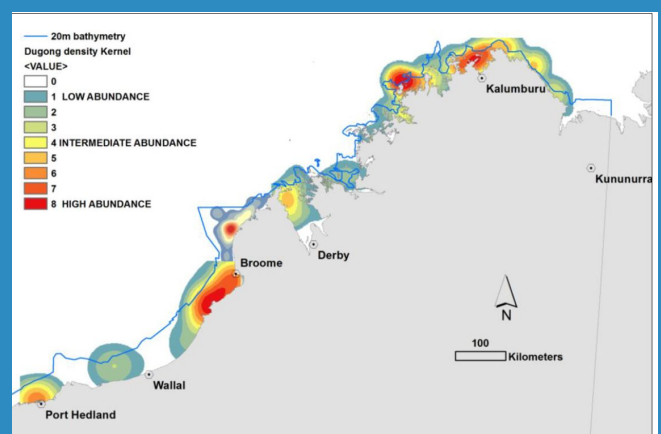 20m bathymetry
Dugong density Kernel
<VALUE>
0
1 LOW ABUNDANCE
2
3
4 INTERMEDIATE ABUNDANCE
5
6
7
8 HIGH ABUNDANCE
Kalumburu
Kununurra
Derby
Broome
N
100
Kilometers
Wallal
Port Hedland